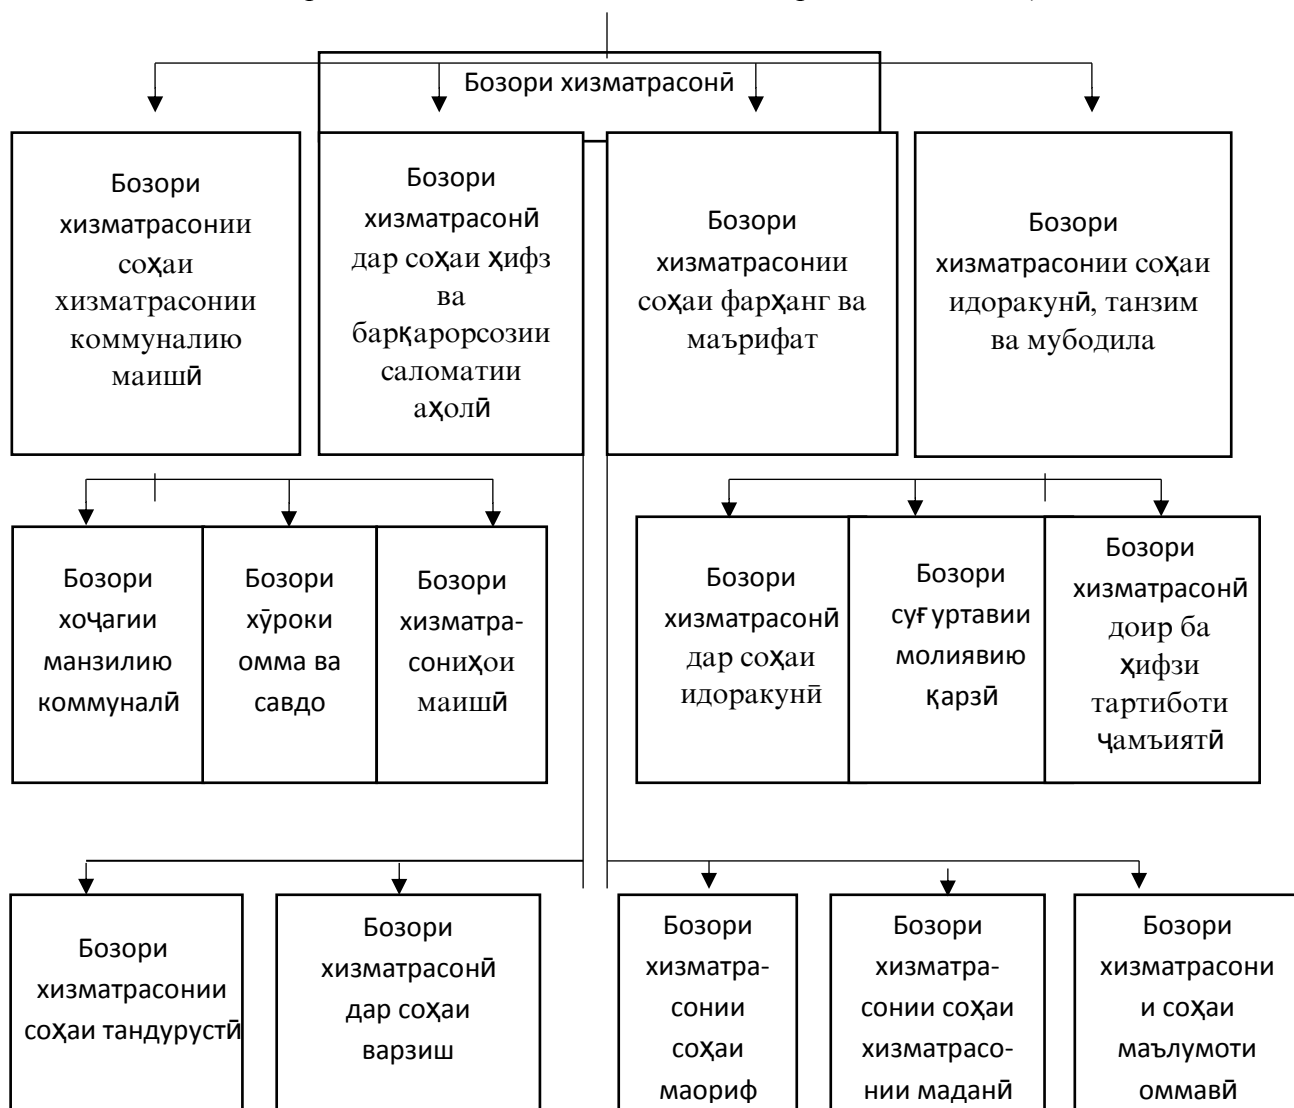 Бозори хизматрасонӣ
Бозори
хизматрасонии
соҳаи
хизматрасонии
коммуналию
маишӣ
Бозори
хизматрасонӣ
дар соҳаи ҳифз
ва
барқарорсозии
саломатии
аҳолӣ
Бозори
хизматрасонии
соҳаи фарҳанг ва
маърифат
Бозори
хизматрасонии соҳаи
идоракунӣ, танзим
ва мубодила
Бозори
хоҷагии
манзилию
коммуналӣ
Бозори
хӯроки
омма ва
савдо
Бозори
хизматра-
сониҳои
маишӣ
Бозори
хизматрасонӣ
дар соҳаи
идоракунӣ
Бозори
суғуртавии
молиявию
қарзӣ
Бозори
хизматрасонӣ
доир ба
ҳифзи
тартиботи
ҷамъиятӣ
Бозори
хизматрасонии
соҳаи тандурустӣ
Бозори
хизматрасонӣ
дар соҳаи
варзиш
Бозори
хизматра-
сонии
соҳаи
маориф
Бозори
хизматра-
сонии соҳаи
хизматрасо-
нии маданӣ
Бозори
хизматрасони
и соҳаи
маълумоти
оммавӣ